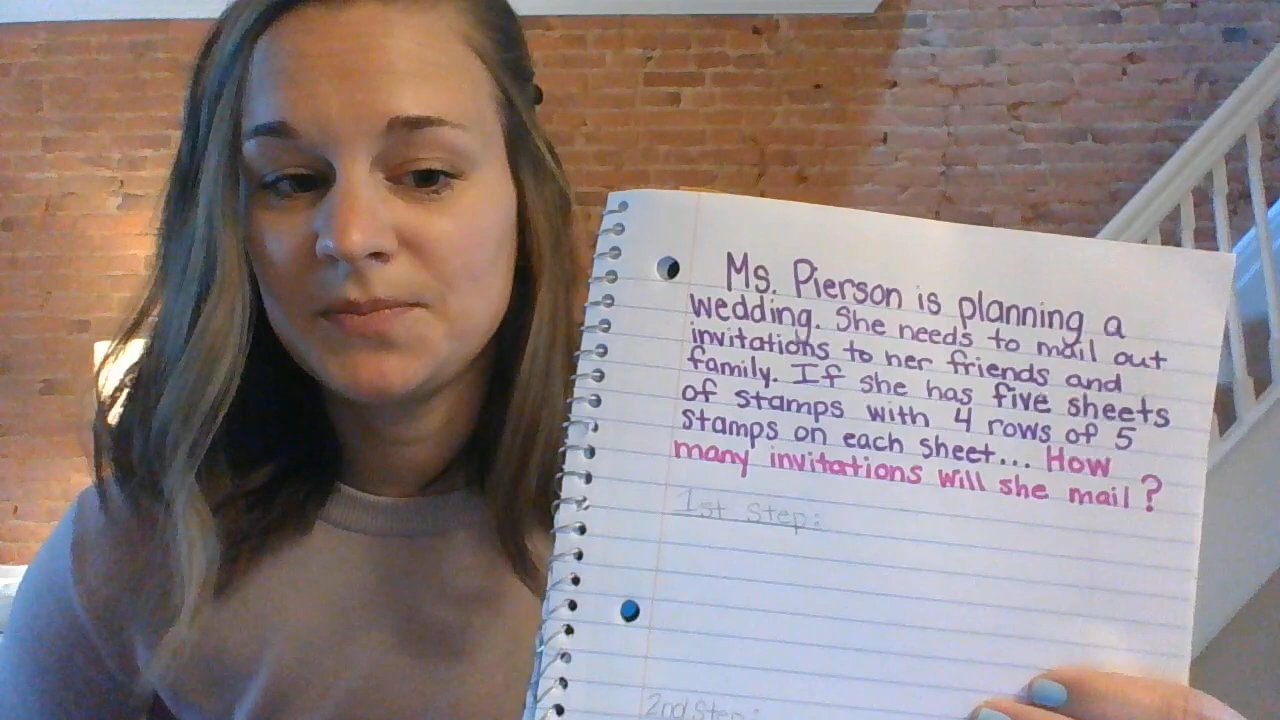 Ms. Pierson is planning a
wedding. She needs to mail out
invitations to her friends and
family. If she has five sheets
of stamps with 4 rows of 5
stamps on each sheet... How
many invitations will she mail?
1st Step:
2nd Step: